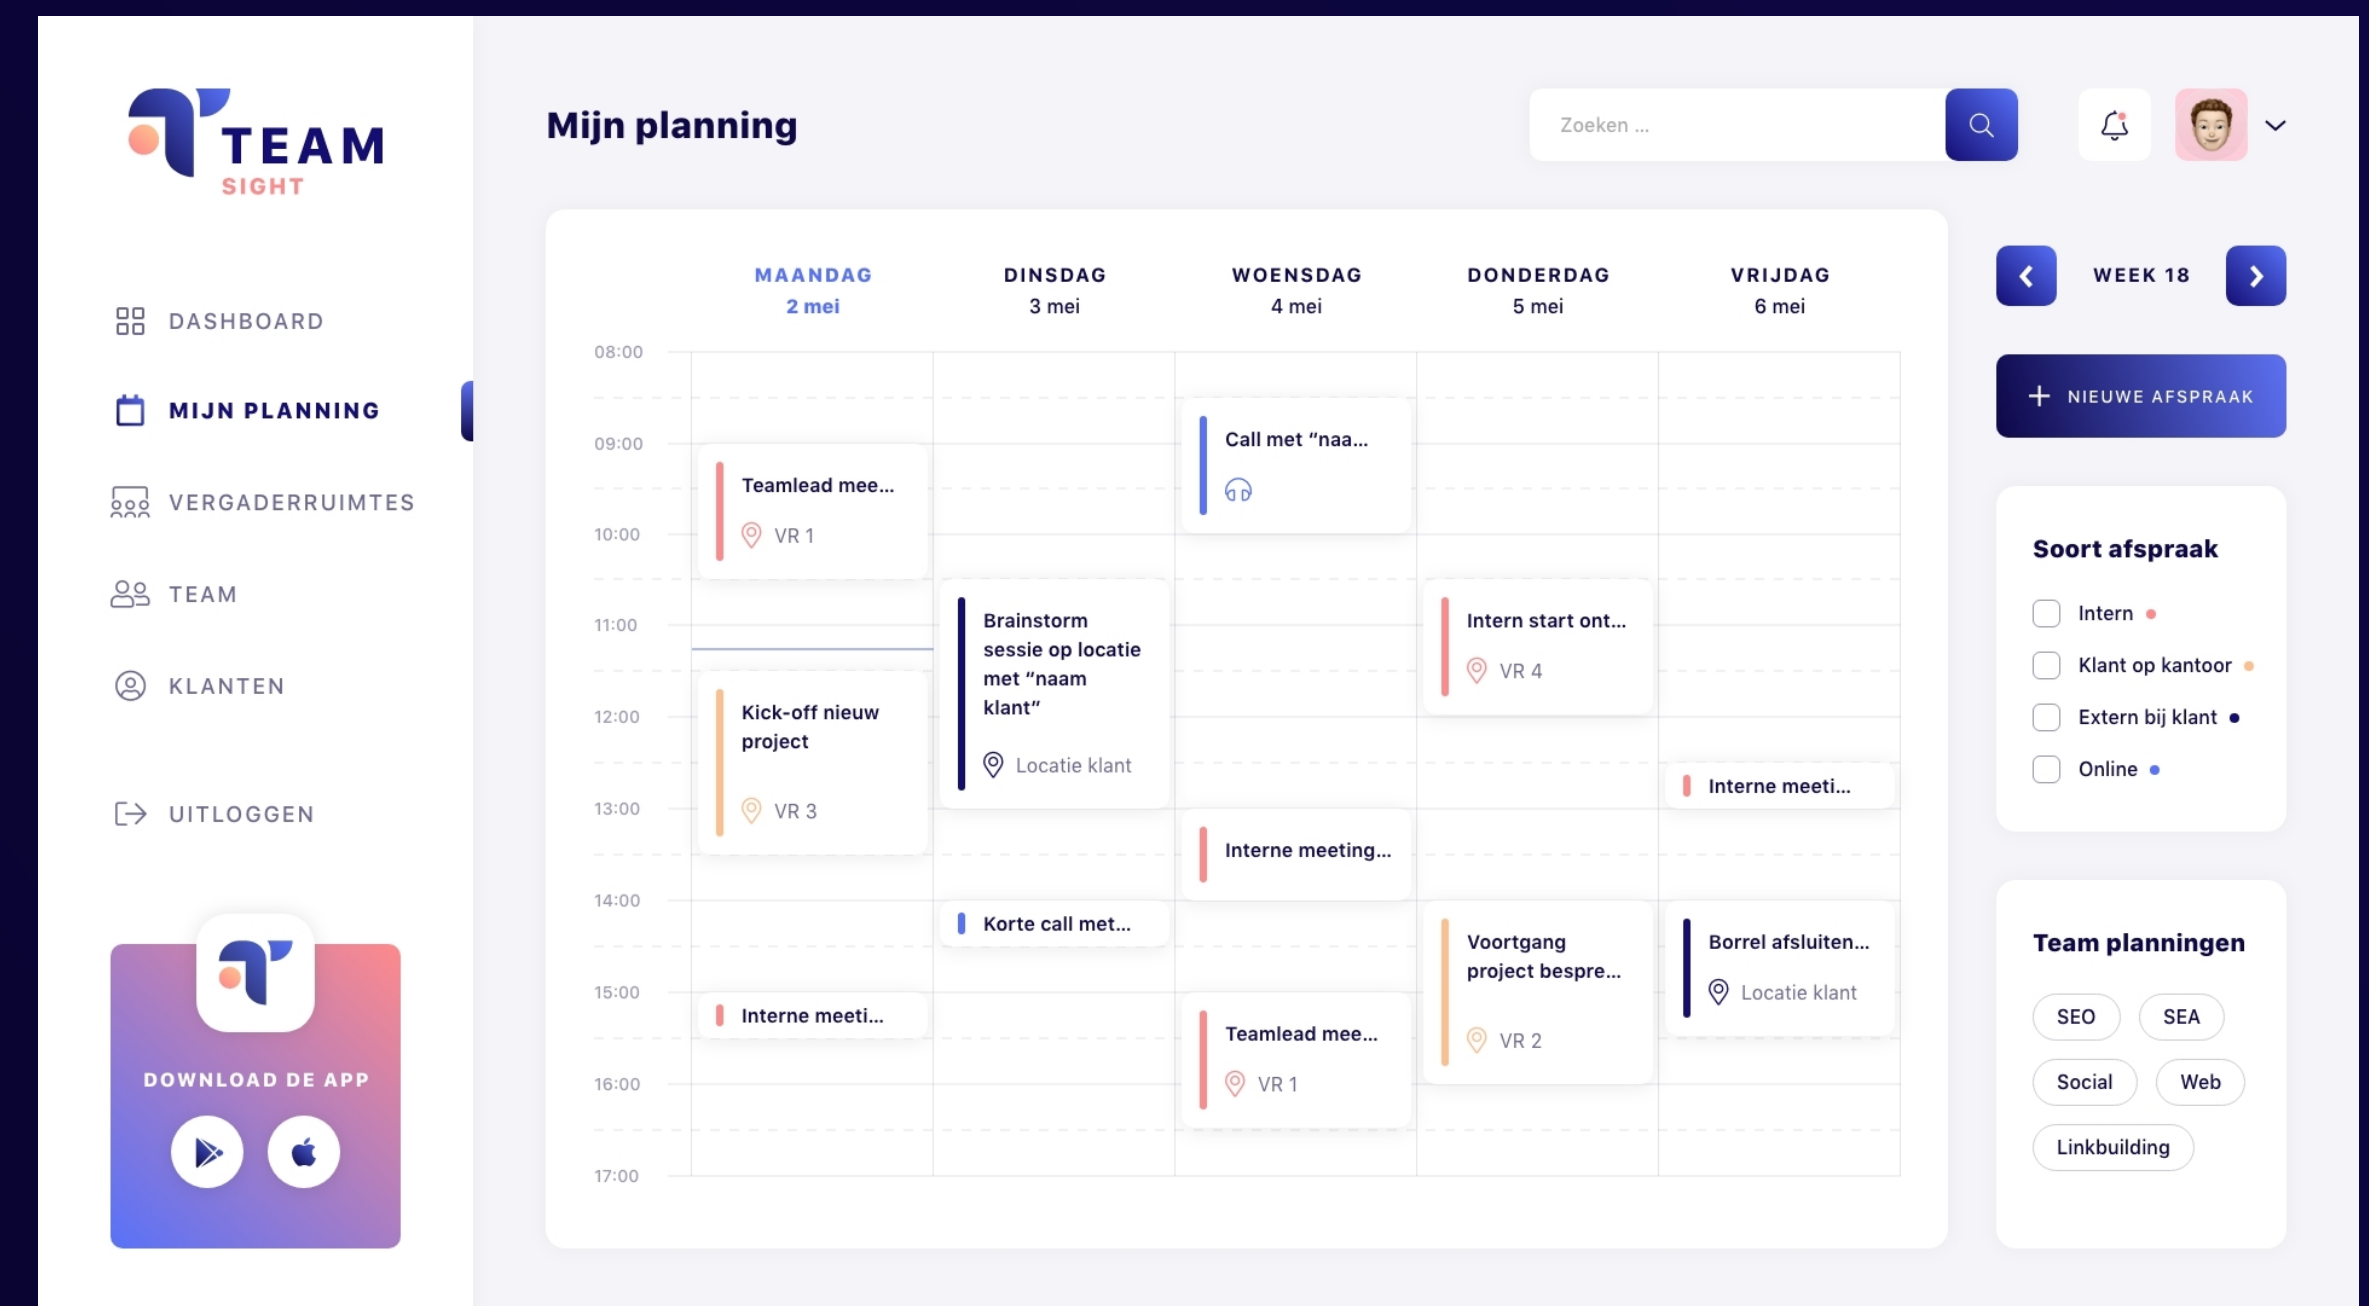 TEAM
SIGHT
DASHBOARD
MIJN PLANNING
VERGADERRUIMTES
TEAM
KLANTEN
UITLOGGEN
DOWNLOAD DE APP
Mijn planning
Zoeken ...
MAANDAG
2 mei
DINSDAG
3 mei
WOENSDAG
4 mei
DONDERDAG
5 mei
VRIJDAG
6 mei
08:00
09:00
10:00
11:00
12:00
13:00
14:00
15:00
16:00
17:00
Teamlead mee...
VR 1
Kick-off nieuw
project
VR 3
Interne meeti...
Brainstorm
sessie op locatie
met “naam
klant”
Locatie klant
Korte call met...
Call met “naa...
Interne meeting...
Teamlead mee...
VR 1
Intern start ont...
VR 4
Voortgang
project bespre...
VR 2
Interne meeti...
Borrel afsluiten...
Locatie klant
WEEK 18
NIEUWE AFSPRAAK
Soort afspraak
Intern
Klant op kantoor
Extern bij klant
Online
Team planningen
SEO
SEA
Social
Web
Linkbuilding